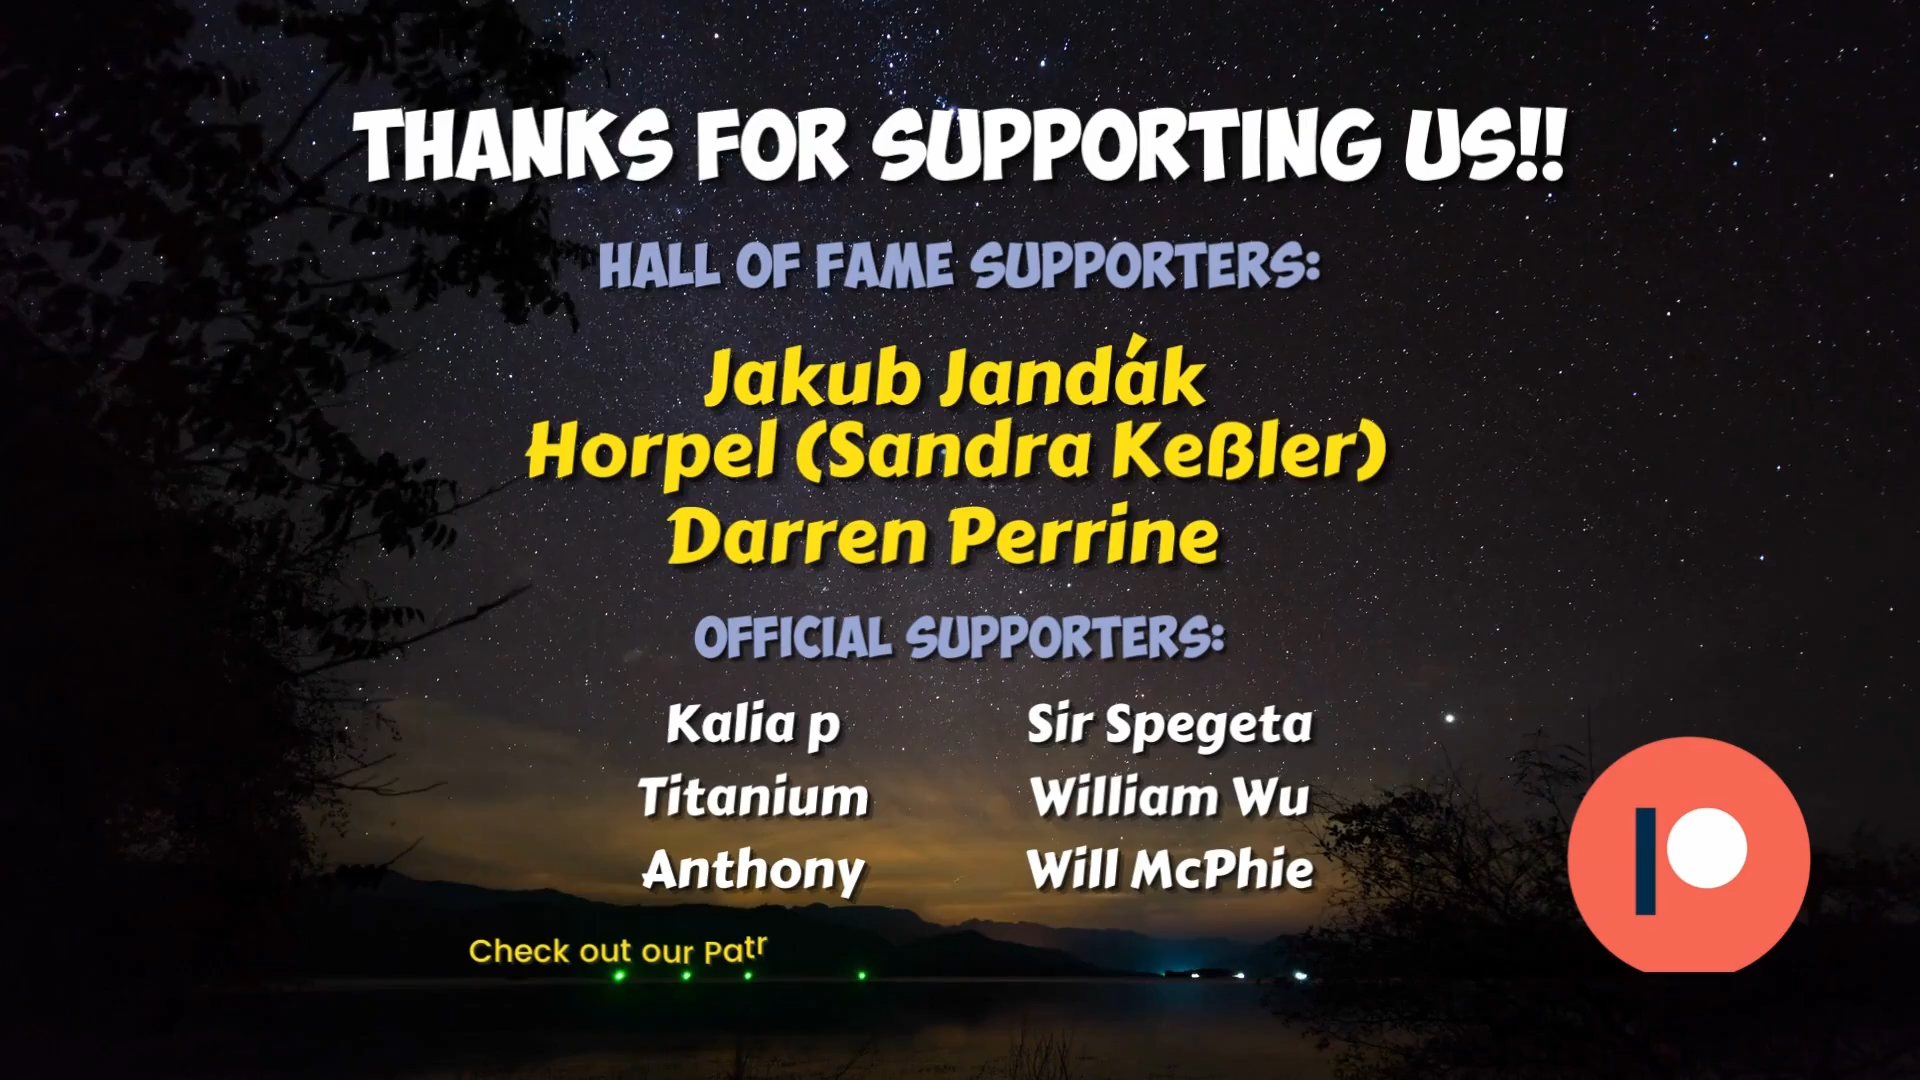 THANKS FOR SUPPORTING US!!
HALL OF FAME SUPPORTERS:
Jakub Jandák
Horpel (Sandra Keßler)
Darren Perrine
OFFICIAL SUPPORTERS:
Kalia p
Sir Spegeta
Titanium
William Wu
Anthony
Will McPhie
Check out our Patr